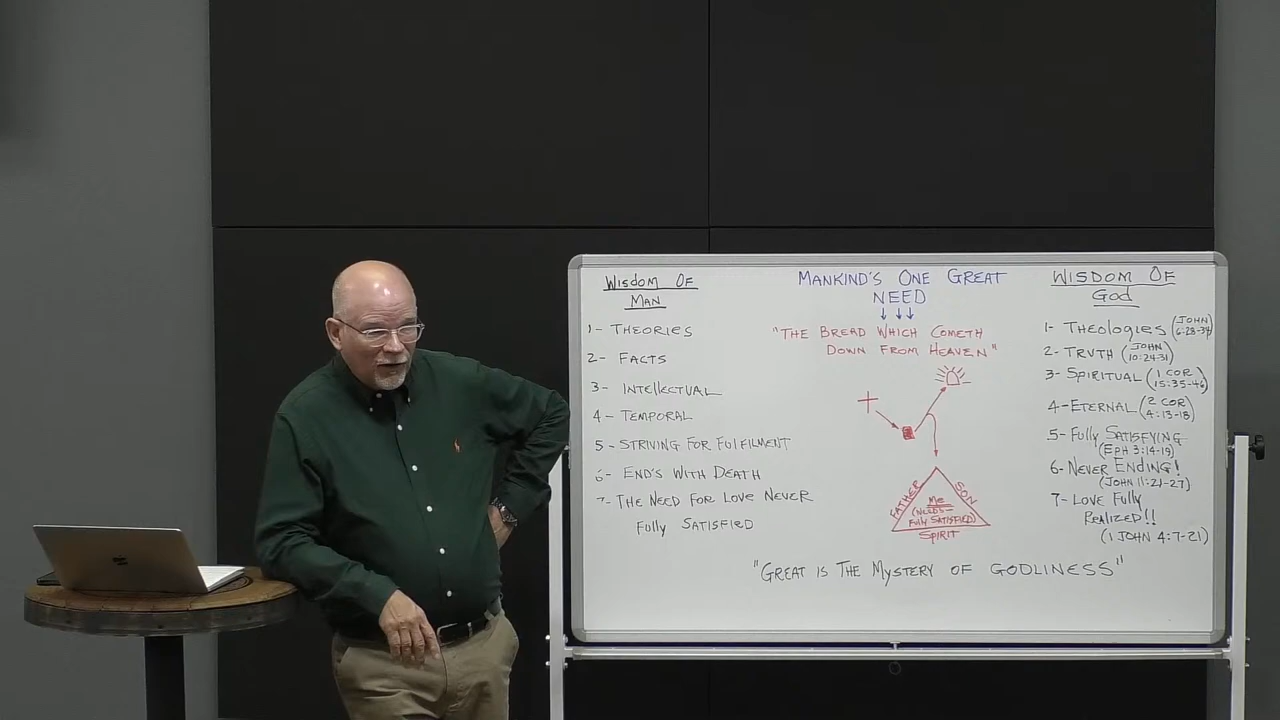 WISDOM OF
MAN
1- THEORIES
2- FACTS
3- INTELLECTUAL
4- TEMPORAL
5- STRIVING FOR FULFILMENT
6- END'S WITH DEATH
7- THE NEED FOR LOVE NEVER
FULLY SATISFIED
MANKIND'S ONE GREAT
NEED
"THE BREAD WHICH COMETH
DOWN FROM HEAVEN"
FATHER
SON
ME
(NEEDS-
FULLY SATISFIED)
SPIRIT
WISDOM OF
GOD
1- THEOLOGIES (JOHN
6:28-34)
2- TRUTH (JOHN
10:24-31)
3- SPIRITUAL (1 COR
15:35-46)
4- ETERNAL (2 COR
4:13-18)
5- FULLY SATISFYING
(EPH 3:14-19)
6- NEVER ENDING!
(JOHN 11:21-27)
7- LOVE FULLY
REALIZED!!
(1 JOHN 4:7-21)
"GREAT IS THE MYSTERY OF GODLINESS"